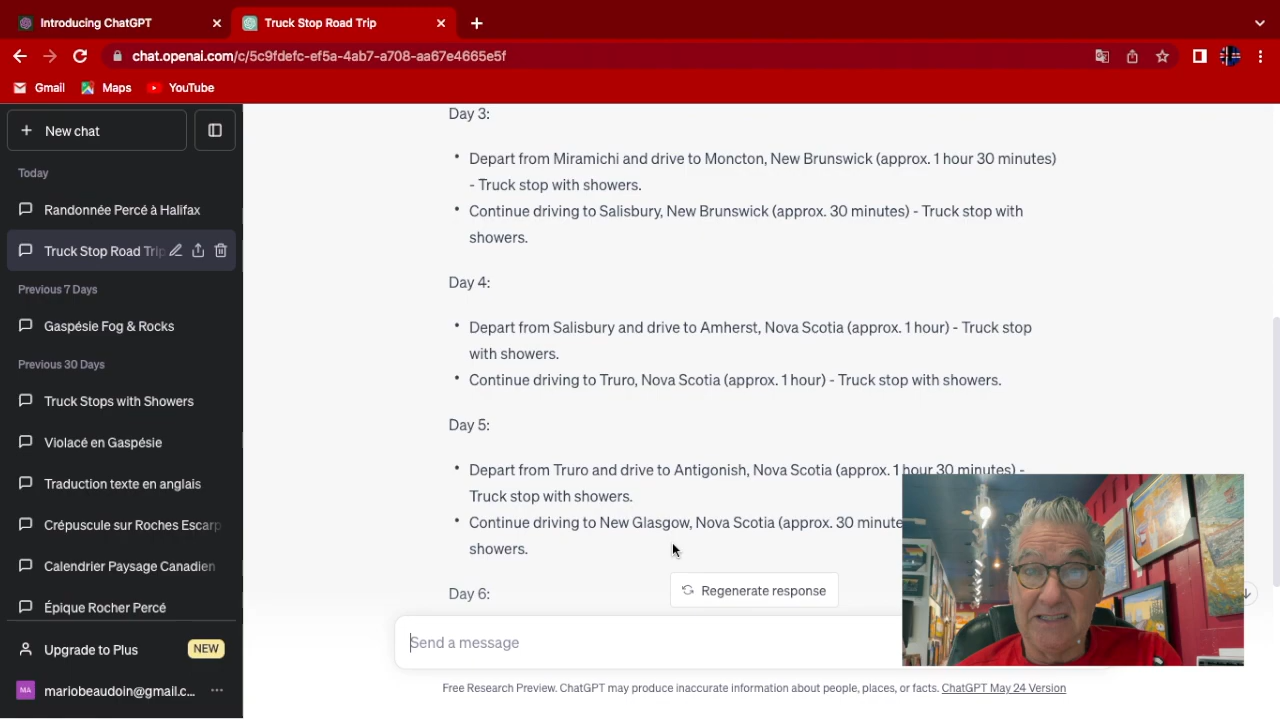 Introducing ChatGPT
Truck Stop Road Trip
chat.openai.com/c/5c9fdefc-ef5a-4ab7-a708-aa67e4665e5f
Gmail
Maps
YouTube
New chat
Today
Randonnée Percé à Halifax
Truck Stop Road Trip
Previous 7 Days
Gaspésie Fog & Rocks
Previous 30 Days
Truck Stops with Showers
Violacé en Gaspésie
Traduction texte en anglais
Crépuscule sur Roches Escarp
Calendrier Paysage Canadien
Épique Rocher Percé
Upgrade to Plus
NEW
MA
mariobeaudoin@gmail.c...
Day 3:
• Depart from Miramichi and drive to Moncton, New Brunswick (approx. 1 hour 30 minutes)
- Truck stop with showers.
• Continue driving to Salisbury, New Brunswick (approx. 30 minutes) - Truck stop with
showers.
Day 4:
• Depart from Salisbury and drive to Amherst, Nova Scotia (approx. 1 hour) - Truck stop
with showers.
• Continue driving to Truro, Nova Scotia (approx. 1 hour) - Truck stop with showers.
Day 5:
• Depart from Truro and drive to Antigonish, Nova Scotia (approx. 1 hour 30 minutes) -
Truck stop with showers.
• Continue driving to New Glasgow, Nova Scotia (approx. 30 minute
showers.
Day 6:
Regenerate response
Send a message
Free Research Preview. ChatGPT may produce inaccurate information about people, places, or facts. ChatGPT May 24 Version